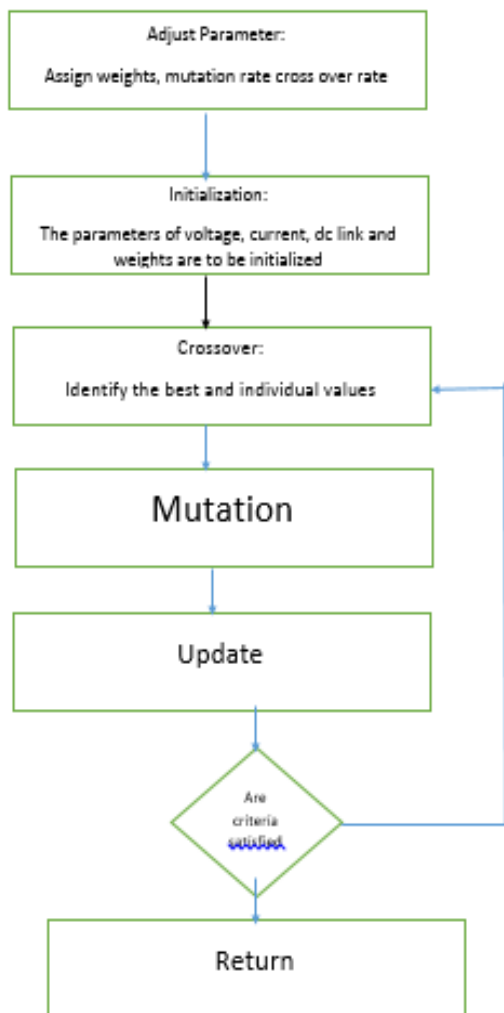 Adjust Parameter:
Assign weights, mutation rate cross over rate
Initialization:
The parameters of voltage, current, dc link and
weights are to be initialized
Crossover:
Identify the best and individual values
Mutation
Update
Are
criteria
satisfied
Return